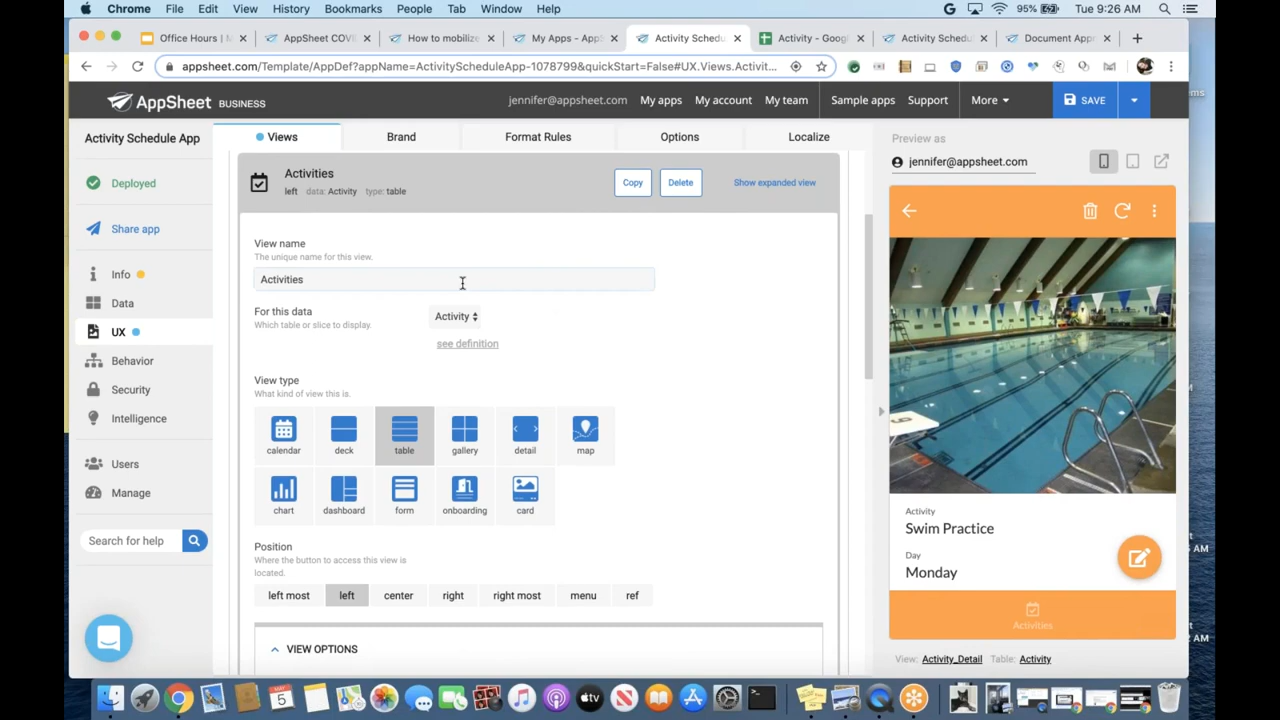 Chrome File Edit View History Bookmarks People Tab Window Help 95% Tue 9:26 AM
Office Hours | M × AppSheet COVI × How to mobilize × My Apps - AppS × Activity Schedu × Activity - Goog × Activity Schedu × Document App ×
appsheet.com/Template/AppDef?appName=ActivityScheduleApp-1078799&quickStart=False#UX.Views.Activit...
AppSheet BUSINESS jennifer@appsheet.com My apps My account My team Sample apps Support More SAVE
Activity Schedule App
Deployed
Share app
Info
Data
UX
Behavior
Security
Intelligence
Users
Manage
Search for help
Views Brand Format Rules Options Localize
Activities
left data: Activity type: table
Copy Delete Show expanded view
View name
The unique name for this view.
Activities
For this data
Which table or slice to display.
Activity
see definition
View type
What kind of view this is.
calendar deck table gallery detail map
chart dashboard form onboarding card
Position
Where the button to access this view is
located.
left most left center right right most menu ref
VIEW OPTIONS
Preview as
jennifer@appsheet.com
Activity
Swim Practice
Day
Monday
Activities
View: Activity_Detail Table: Activity